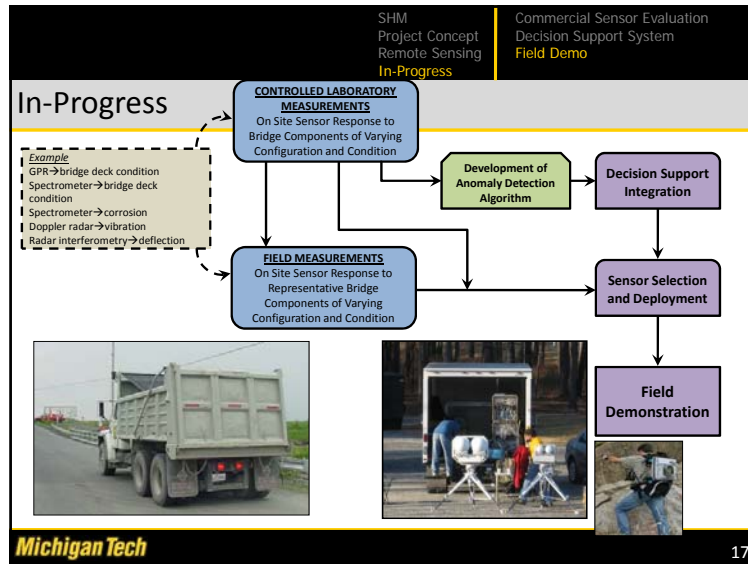 SHM
Project Concept
Remote Sensing
In-Progress
Commercial Sensor Evaluation
Decision Support System
Field Demo
In-Progress
CONTROLLED LABORATORY
MEASUREMENTS
On Site Sensor Response to
Bridge Components of Varying
Configuration and Condition
Example
GPR→bridge deck condition
Spectrometer→bridge deck
condition
Spectrometer→corrosion
Doppler radar→vibration
Radar interferometry→deflection
Development of
Anomaly Detection
Algorithm
Decision Support
Integration
FIELD MEASUREMENTS
On Site Sensor Response to
Representative Bridge
Components of Varying
Configuration and Condition
Sensor Selection
and Deployment
Field
Demonstration
Michigan Tech
17